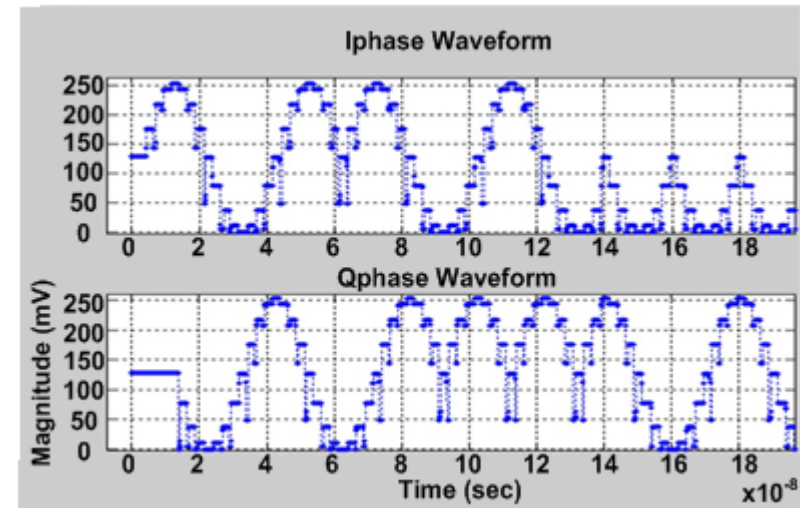 Iphase Waveform
250
200
150
100
50
0
0 2 4 6 8 10 12 14 16 18
Qphase Waveform
Magnitude (mV)
250
200
150
100
50
0
0 2 4 6 8 10 12 14 16 18
Time (sec)
x10-8